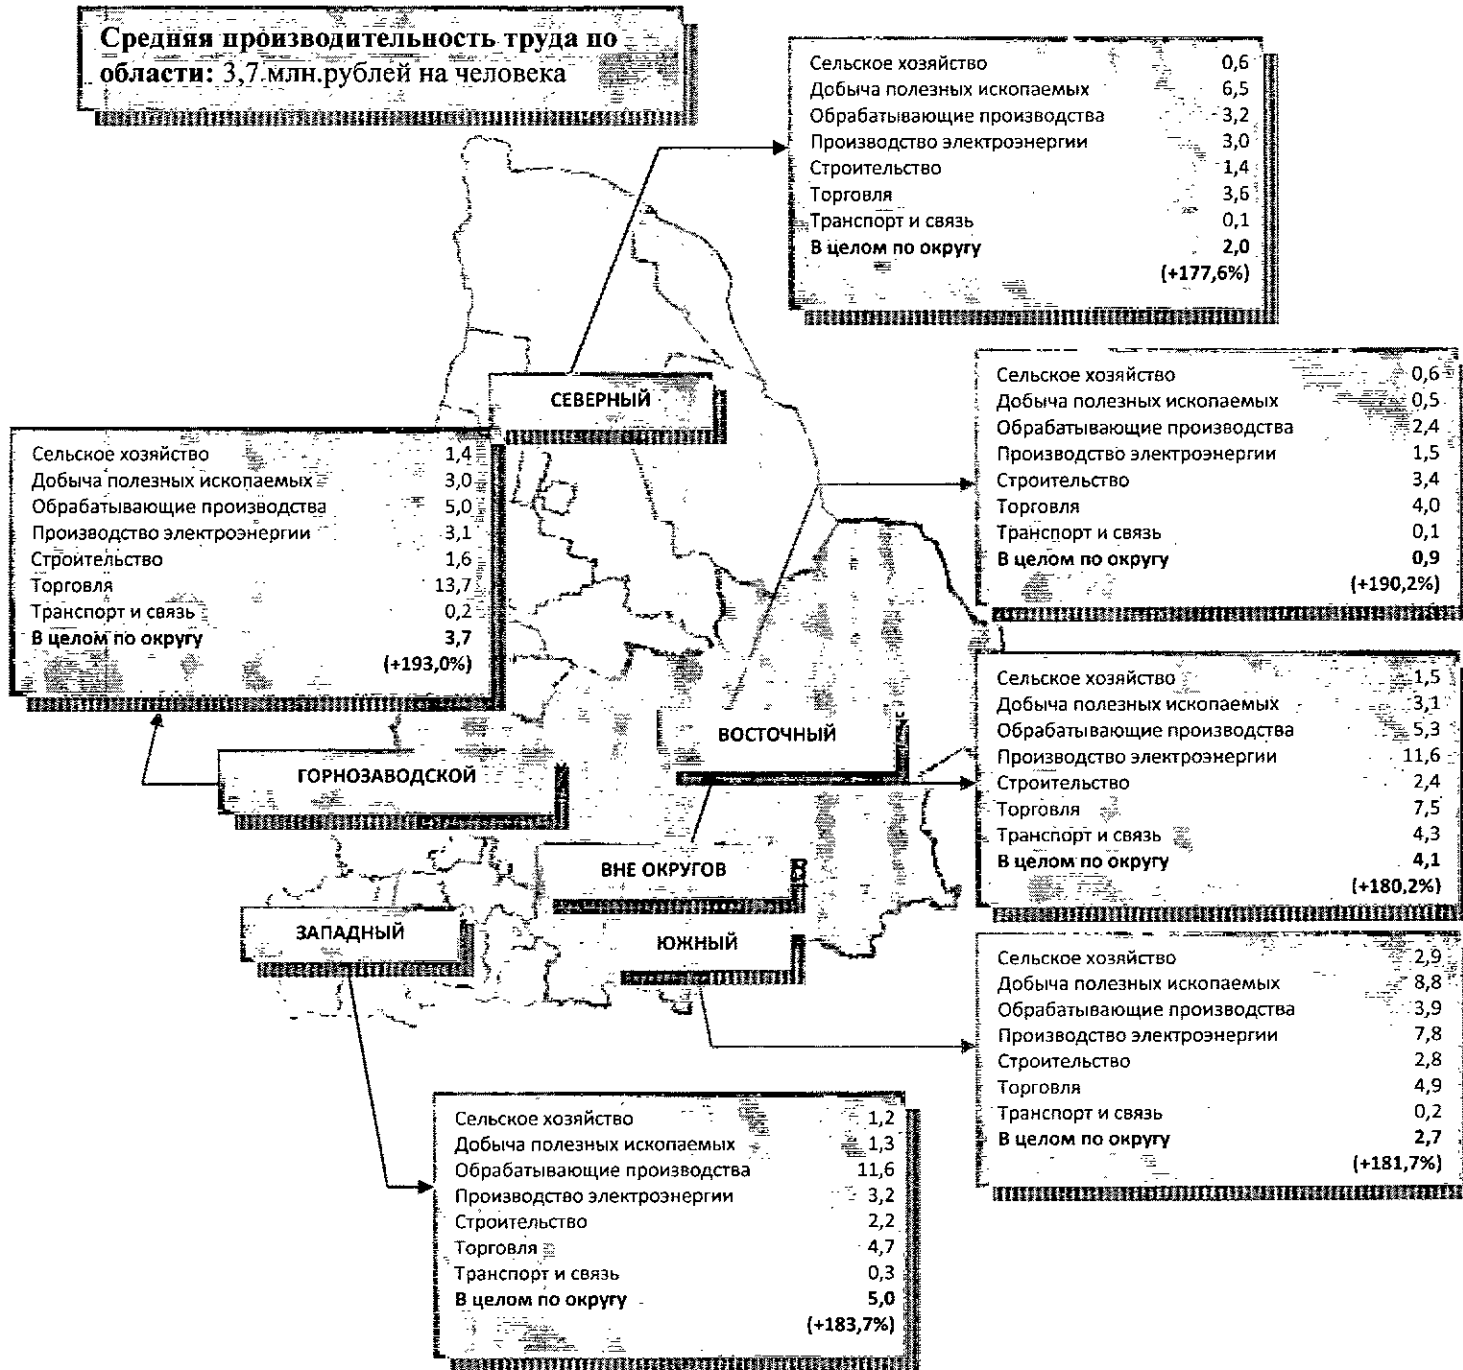 Средняя производительность труда по
области: 3,7 млн.рублей на человека
Сельское хозяйство 0,6
Добыча полезных ископаемых 6,5
Обрабатывающие производства 3,2
Производство электроэнергии 3,0
Строительство 1,4
Торговля 3,6
Транспорт и связь 0,1
В целом по округу 2,0
(+177,6%)
СЕВЕРНЫЙ
Сельское хозяйство 0,6
Добыча полезных ископаемых 0,5
Обрабатывающие производства 2,4
Производство электроэнергии 1,5
Строительство 3,4
Торговля 4,0
Транспорт и связь 0,1
В целом по округу 0,9
(+190,2%)
Сельское хозяйство 1,4
Добыча полезных ископаемых 3,0
Обрабатывающие производства 5,0
Производство электроэнергии 3,1
Строительство 1,6
Торговля 13,7
Транспорт и связь 0,2
В целом по округу 3,7
(+193,0%)
Сельское хозяйство 1,5
Добыча полезных ископаемых 3,1
Обрабатывающие производства 5,3
Производство электроэнергии 11,6
Строительство 2,4
Торговля 7,5
Транспорт и связь 4,3
В целом по округу 4,1
(+180,2%)
ВОСТОЧНЫЙ
ГОРНОЗАВОДСКОЙ
ВНЕ ОКРУГОВ
ЗАПАДНЫЙ
ЮЖНЫЙ
Сельское хозяйство 2,9
Добыча полезных ископаемых 8,8
Обрабатывающие производства 3,9
Производство электроэнергии 7,8
Строительство 2,8
Торговля 4,9
Транспорт и связь 0,2
В целом по округу 2,7
(+181,7%)
Сельское хозяйство 1,2
Добыча полезных ископаемых 1,3
Обрабатывающие производства 11,6
Производство электроэнергии 3,2
Строительство 2,2
Торговля 4,7
Транспорт и связь 0,3
В целом по округу 5,0
(+183,7%)